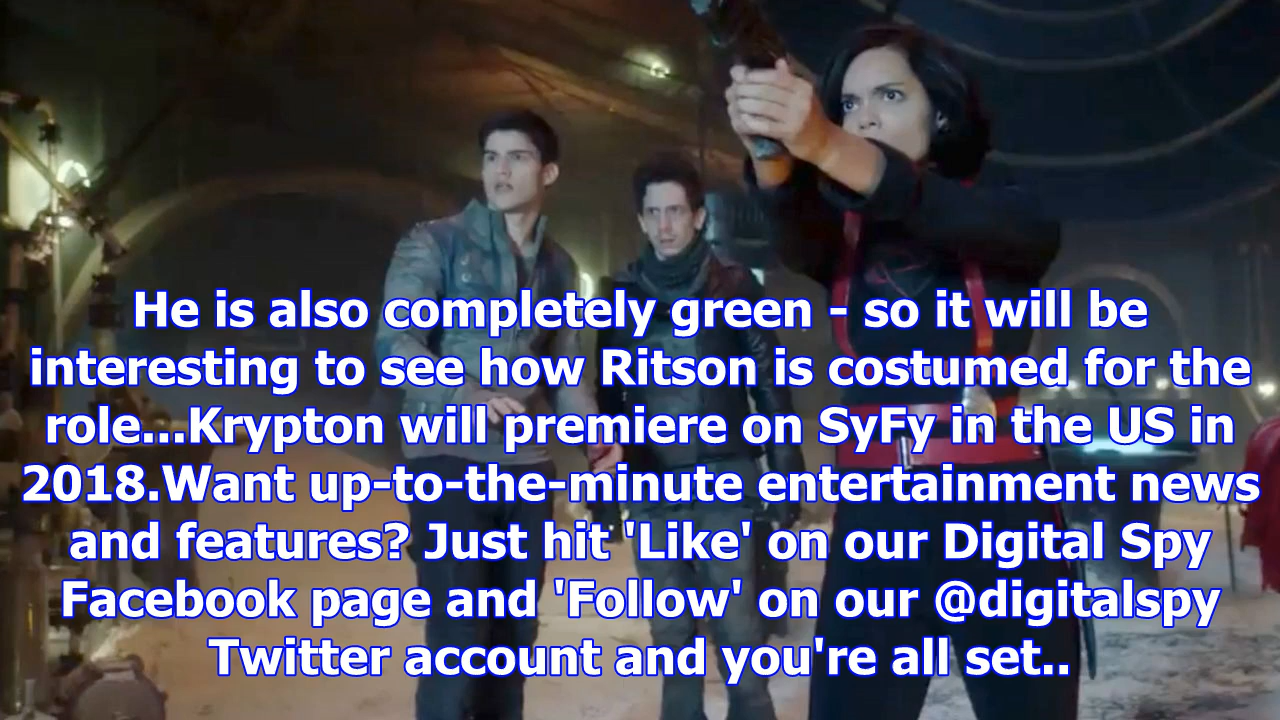 He is also completely green - so it will be
interesting to see how Ritson is costumed for the
role...Krypton will premiere on SyFy in the US in
2018.Want up-to-the-minute entertainment news
and features? Just hit 'Like' on our Digital Spy
Facebook page and 'Follow' on our @digitalspy
Twitter account and you're all set..